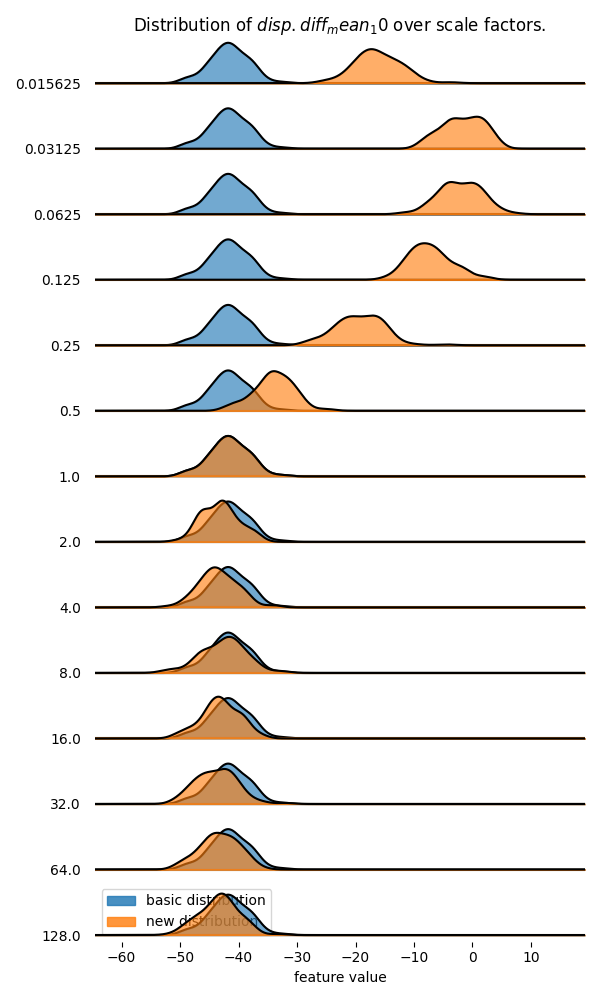 Distribution of disp.diff_mean_10 over scale factors.
0.015625
0.03125
0.0625
0.125
0.25
0.5
1.0
2.0
4.0
8.0
16.0
32.0
64.0
basic distribution
new distribution
128.0
−60 −50 −40 −30 −20 −10 0 10
feature value